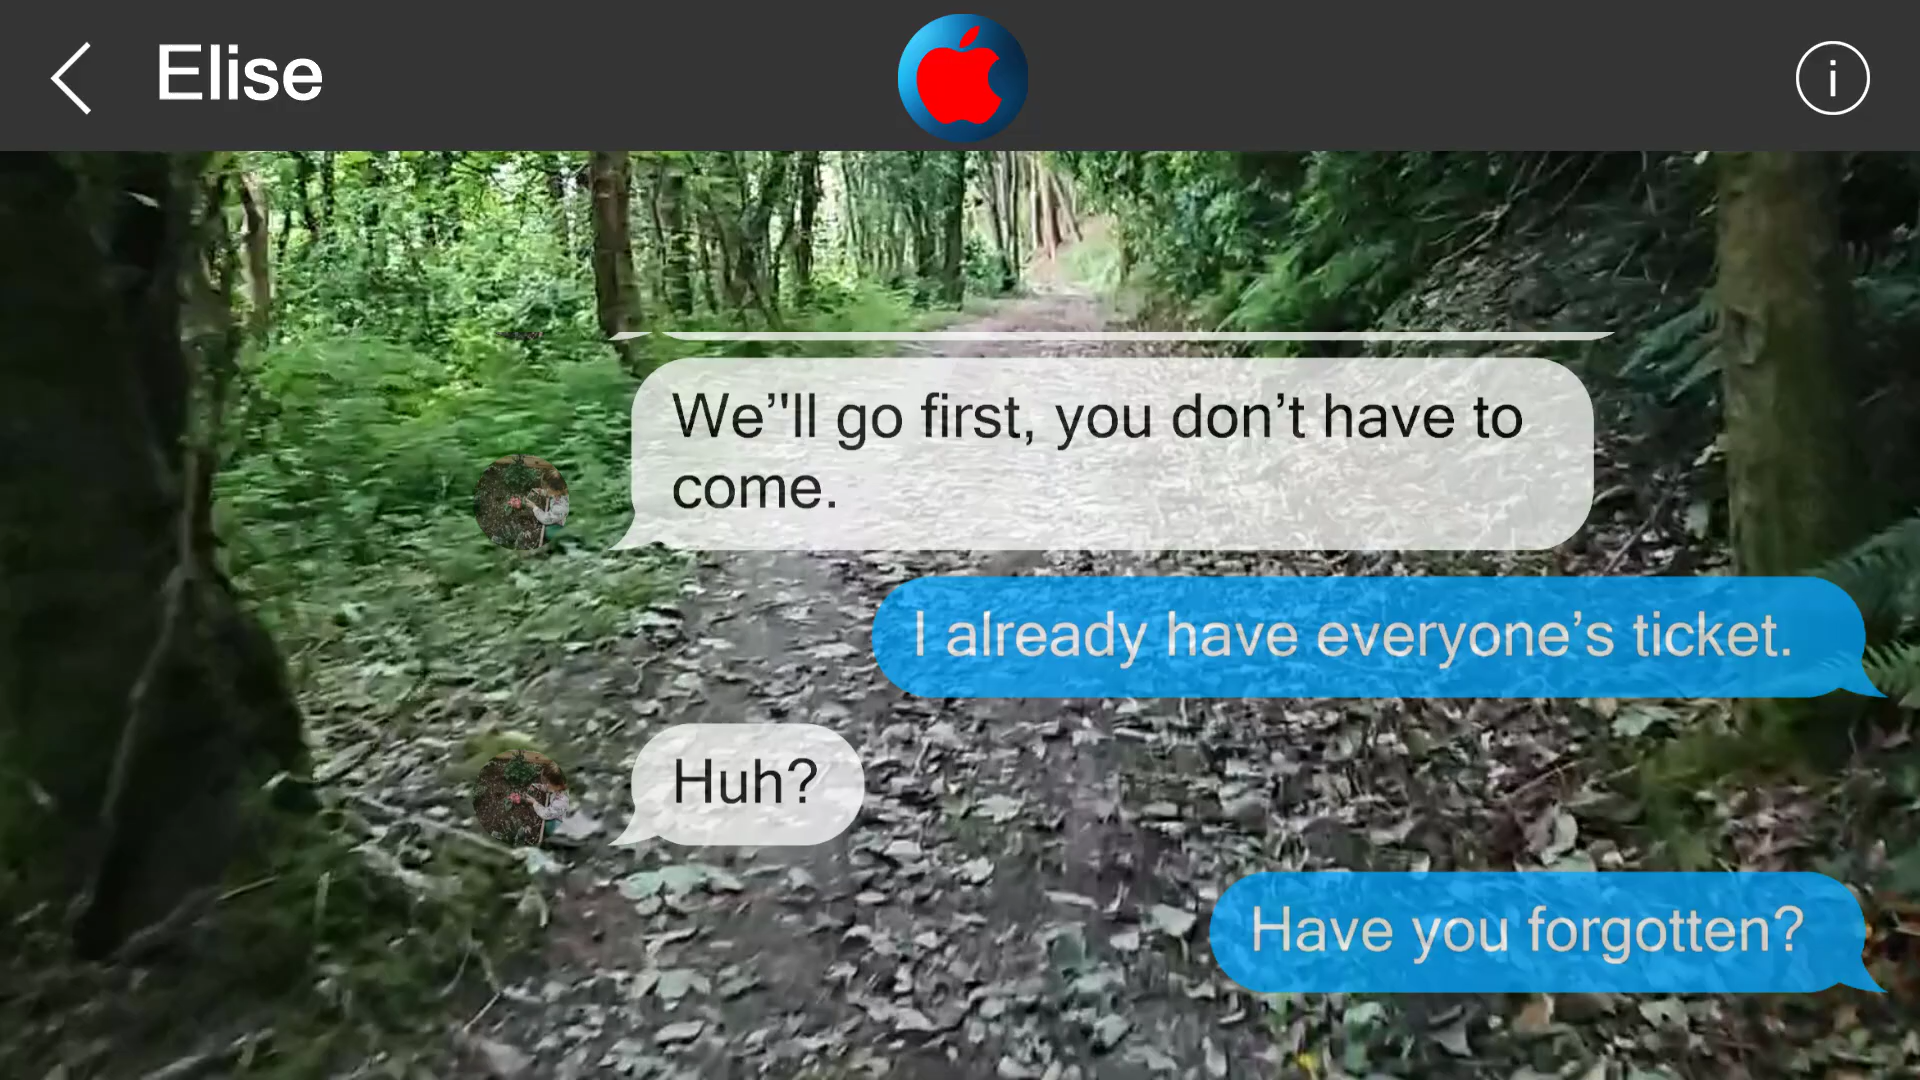 Elise
i
We’'ll go first, you don’t have to
come.
I already have everyone’s ticket.
Huh?
Have you forgotten?